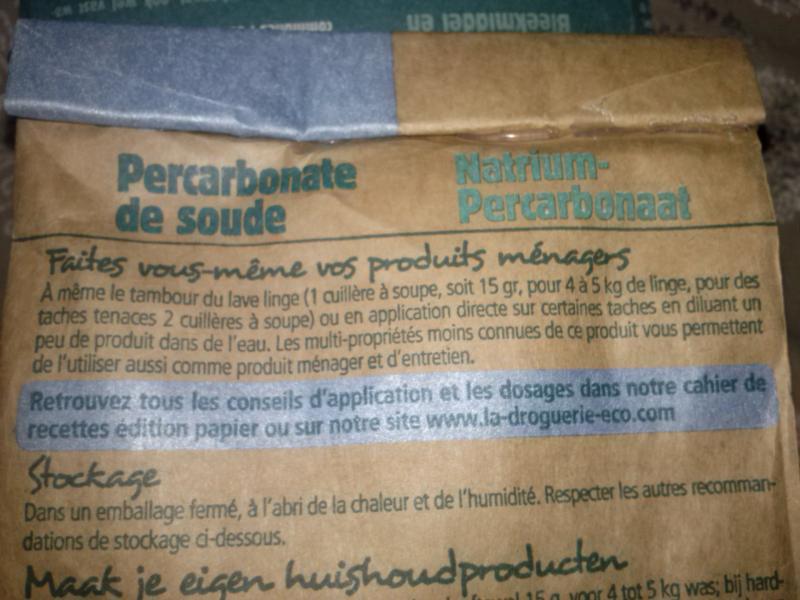 Bleekmiddel en
Percarbonate
de soude
Natrium-
Percarbonaat
Faites vous-même vos produits ménagers
À même le tambour du lave linge (1 cuillère à soupe, soit 15 gr, pour 4 à 5 kg de linge, pour des
taches tenaces 2 cuillères à soupe) ou en application directe sur certaines taches en diluant un
peu de produit dans de l'eau. Les multi-propriétés moins connues de ce produit vous permettent
de l'utiliser aussi comme produit ménager et d'entretien.
Retrouvez tous les conseils d'application et les dosages dans notre cahier de
recettes édition papier ou sur notre site www.la-droguerie-eco.com
Stockage
Dans un emballage fermé, à l'abri de la chaleur et de l'humidité. Respecter les autres recomman-
dations de stockage ci-dessous.
Maak je eigen huishoudproducten
15 g, voor 4 tot 5 kg was; bij hard-